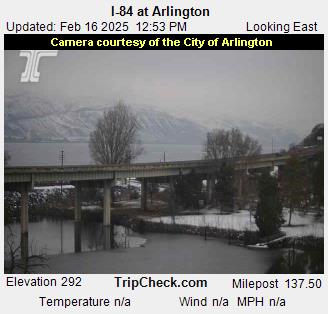 I-84 at Arlington
Updated: Feb 16 2025 12:53 PM Looking East
Camera courtesy of the City of Arlington
Elevation 292 TripCheck.com Milepost 137.50
Temperature n/a Wind n/a MPH n/a